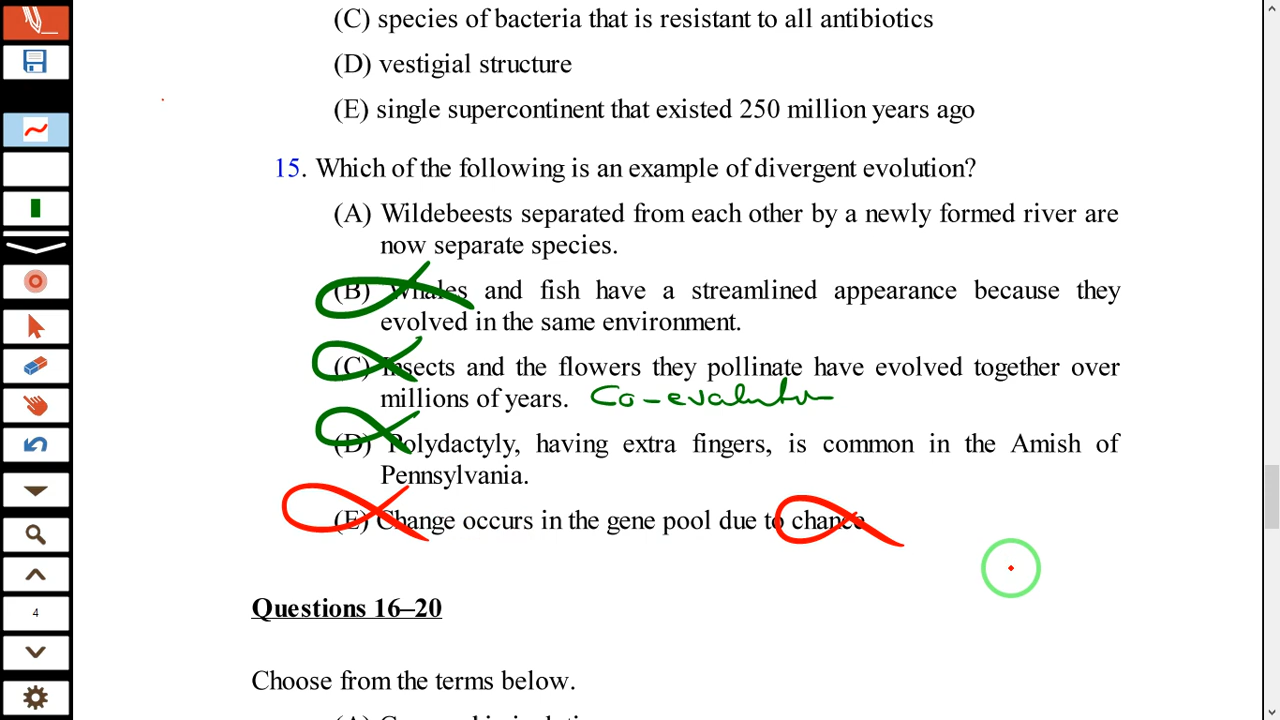 (C) species of bacteria that is resistant to all antibiotics
(D) vestigial structure
(E) single supercontinent that existed 250 million years ago
15. Which of the following is an example of divergent evolution?
(A) Wildebeests separated from each other by a newly formed river are
now separate species.
(B) Whales and fish have a streamlined appearance because they
evolved in the same environment.
(C) Insects and the flowers they pollinate have evolved together over
millions of years. Co-evolution
(D) Polydactyly, having extra fingers, is common in the Amish of
Pennsylvania.
(E) Change occurs in the gene pool due to chance.
4
Questions 16–20
Choose from the terms below.